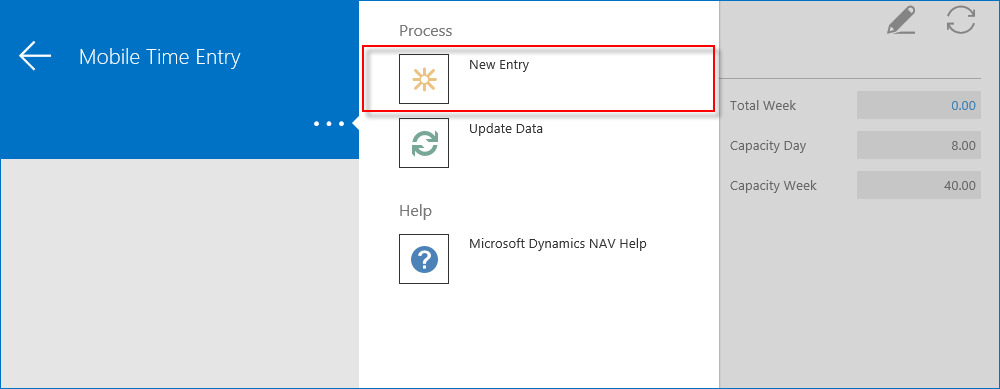 Mobile Time Entry
Process
New Entry
Update Data
Help
Microsoft Dynamics NAV Help
Total Week 0.00
Capacity Day 8.00
Capacity Week 40.00